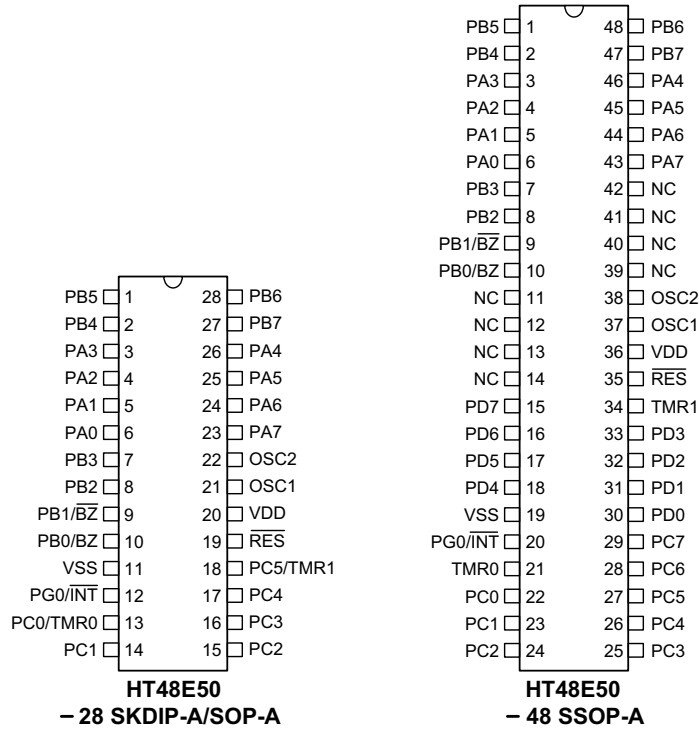 PB5 1 28 PB6
PB4 2 27 PB7
PA3 3 26 PA4
PA2 4 25 PA5
PA1 5 24 PA6
PA0 6 23 PA7
PB3 7 22 OSC2
PB2 8 21 OSC1
PB1/B̅Z̅ 9 20 VDD
PB0/BZ 10 19 R̅E̅S̅
VSS 11 18 PC5/TMR1
PG0/I̅N̅T̅ 12 17 PC4
PC0/TMR0 13 16 PC3
PC1 14 15 PC2
HT48E50
– 28 SKDIP-A/SOP-A
PB5 1 48 PB6
PB4 2 47 PB7
PA3 3 46 PA4
PA2 4 45 PA5
PA1 5 44 PA6
PA0 6 43 PA7
PB3 7 42 NC
PB2 8 41 NC
PB1/B̅Z̅ 9 40 NC
PB0/BZ 10 39 NC
NC 11 38 OSC2
NC 12 37 OSC1
NC 13 36 VDD
NC 14 35 R̅E̅S̅
PD7 15 34 TMR1
PD6 16 33 PD3
PD5 17 32 PD2
PD4 18 31 PD1
VSS 19 30 PD0
PG0/I̅N̅T̅ 20 29 PC7
TMR0 21 28 PC6
PC0 22 27 PC5
PC1 23 26 PC4
PC2 24 25 PC3
HT48E50
– 48 SSOP-A